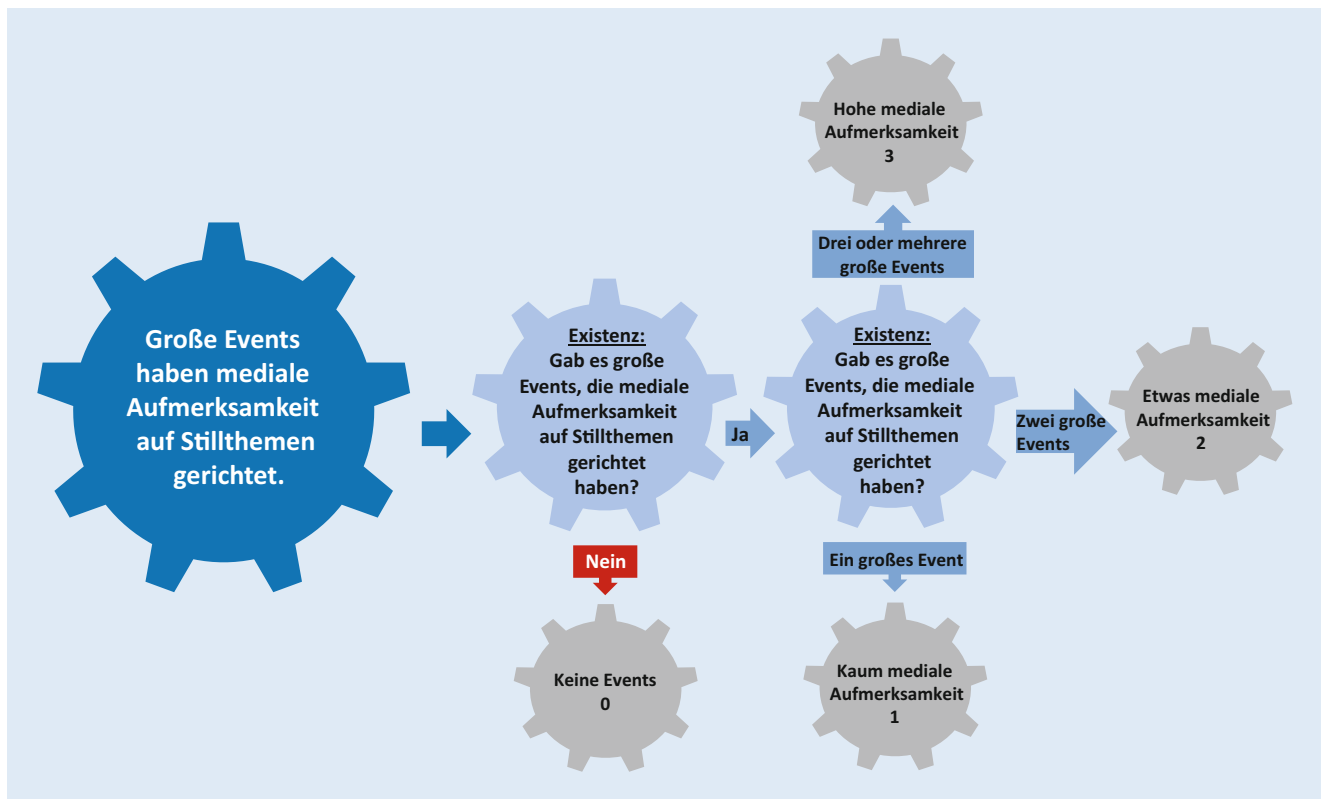 Große Events
haben mediale
Aufmerksamkeit
auf Stillthemen
gerichtet.
Existenz:
Gab es große
Events, die mediale
Aufmerksamkeit
auf Stillthemen
gerichtet
haben?
Nein
Keine Events
0
Ja
Existenz:
Gab es große
Events, die mediale
Aufmerksamkeit
auf Stillthemen
gerichtet
haben?
Drei oder mehrere
große Events
Hohe mediale
Aufmerksamkeit
3
Zwei große
Events
Etwas mediale
Aufmerksamkeit
2
Ein großes Event
Kaum mediale
Aufmerksamkeit
1